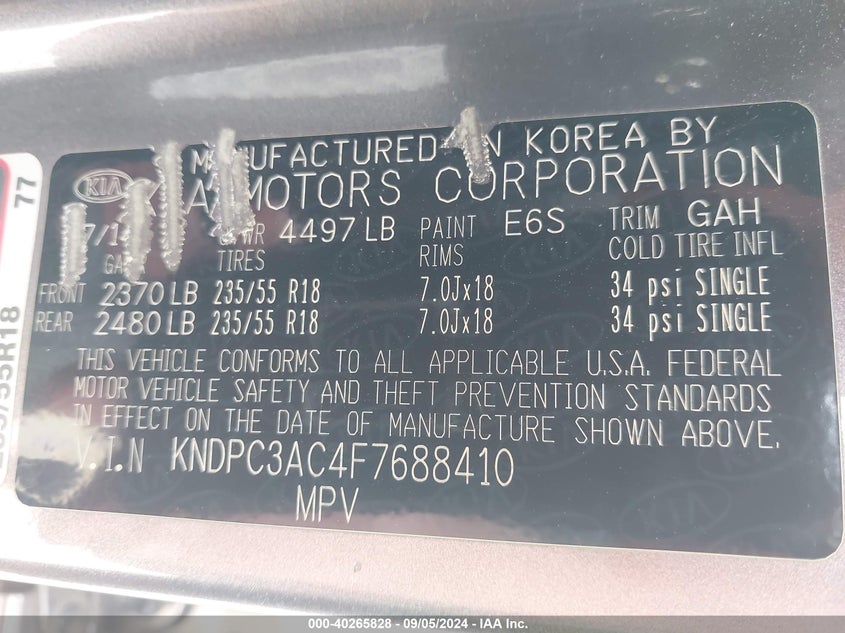 MANUFACTURED IN KOREA BY
KIA KIA MOTORS CORPORATION
GVWR 4497 LB PAINT E6S TRIM GAH
TIRES RIMS COLD TIRE INFL
FRONT 2370 LB 235/55 R18 7.0Jx18 34 psi SINGLE
REAR 2480 LB 235/55 R18 7.0Jx18 34 psi SINGLE
THIS VEHICLE CONFORMS TO ALL APPLICABLE U.S.A. FEDERAL
MOTOR VEHICLE SAFETY AND THEFT PREVENTION STANDARDS
IN EFFECT ON THE DATE OF MANUFACTURE SHOWN ABOVE.
V.I.N KNDPC3AC4F7688410
MPV
77
55R18
000-40265828 - 09/05/2024 - IAA Inc.